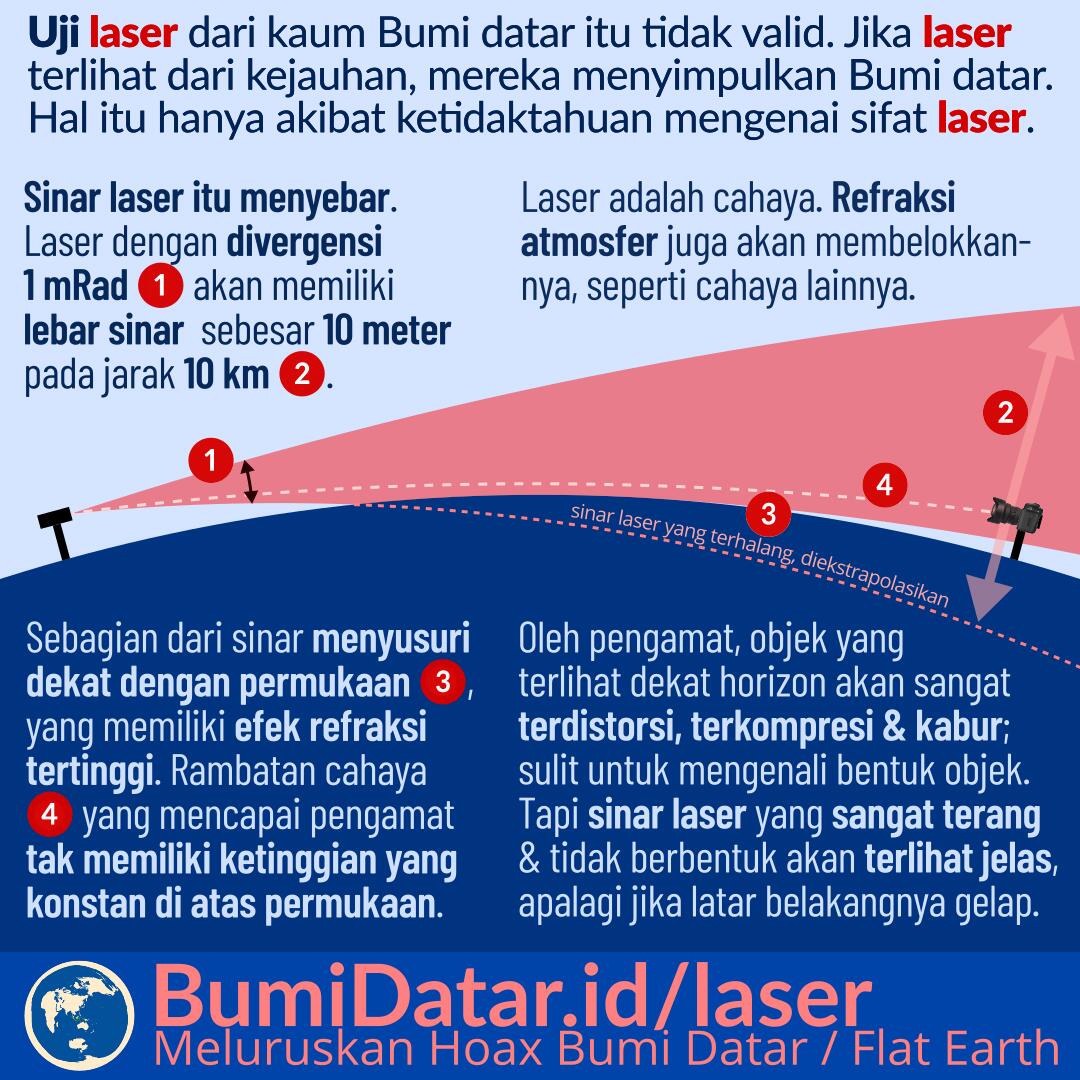 Uji laser dari kaum Bumi datar itu tidak valid. Jika laser
terlihat dari kejauhan, mereka menyimpulkan Bumi datar.
Hal itu hanya akibat ketidaktahuan mengenai sifat laser.
Sinar laser itu menyebar.
Laser dengan divergensi
1 mRad 1 akan memiliki
lebar sinar sebesar 10 meter
pada jarak 10 km 2.
Laser adalah cahaya. Refraksi
atmosfer juga akan membelokkan-
nya, seperti cahaya lainnya.
1
2
4
3
sinar laser yang terhalang, diekstrapolasikan
Sebagian dari sinar menyusuri
dekat dengan permukaan 3,
yang memiliki efek refraksi
tertinggi. Rambatan cahaya
4 yang mencapai pengamat
tak memiliki ketinggian yang
konstan di atas permukaan.
Oleh pengamat, objek yang
terlihat dekat horizon akan sangat
terdistorsi, terkompresi & kabur;
sulit untuk mengenali bentuk objek.
Tapi sinar laser yang sangat terang
& tidak berbentuk akan terlihat jelas,
apalagi jika latar belakangnya gelap.
BumiDatar.id/laser
Meluruskan Hoax Bumi Datar / Flat Earth